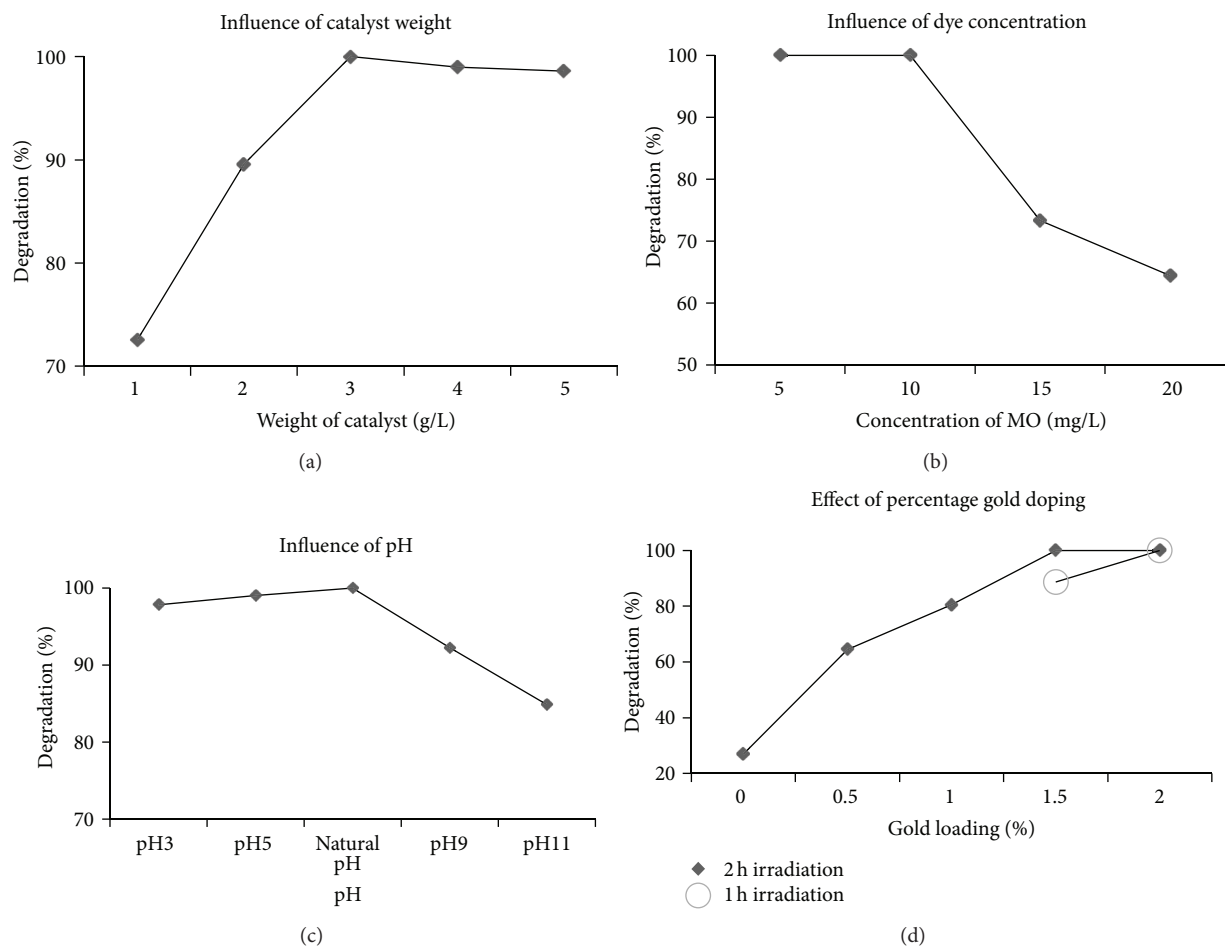 Influence of catalyst weight
100
90
80
70
Degradation (%)
1 2 3 4 5
Weight of catalyst (g/L)
(a)
Influence of dye concentration
100
90
80
70
60
50
Degradation (%)
5 10 15 20
Concentration of MO (mg/L)
(b)
Influence of pH
100
90
80
70
Degradation (%)
pH3 pH5 Natural pH9 pH11
pH
pH
(c)
Effect of percentage gold doping
100
80
60
40
20
Degradation (%)
0 0.5 1 1.5 2
Gold loading (%)
2 h irradiation
1 h irradiation
(d)